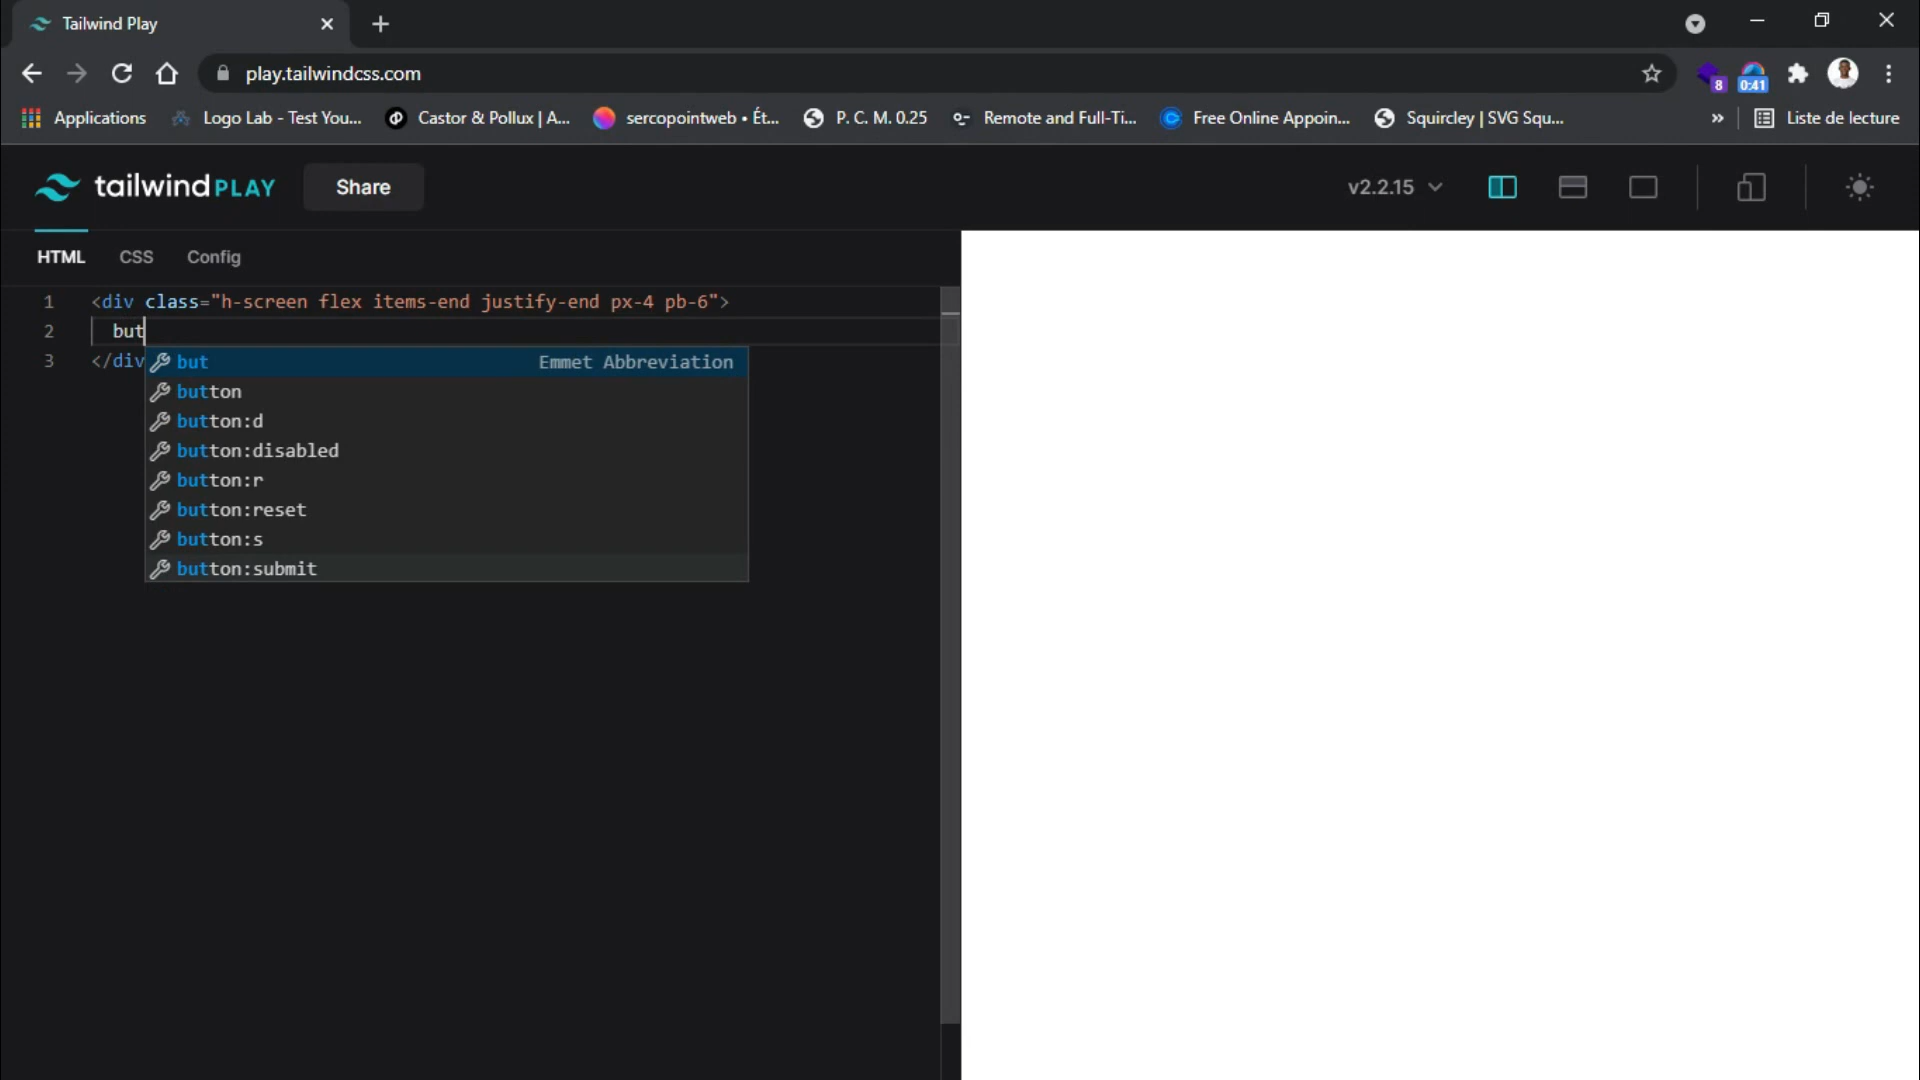 Tailwind Play
play.tailwindcss.com
8
0:41
Applications
Logo Lab - Test You...
Castor & Pollux | A...
sercopointweb • Ét...
P. C. M. 0.25
Remote and Full-Ti...
Free Online Appoin...
Squircley | SVG Squ...
»
Liste de lecture
tailwind PLAY
Share
v2.2.15
HTML CSS Config
1 <div class="h-screen flex items-end justify-end px-4 pb-6">
2 but
3 </div
but Emmet Abbreviation
button
button:d
button:disabled
button:r
button:reset
button:s
button:submit